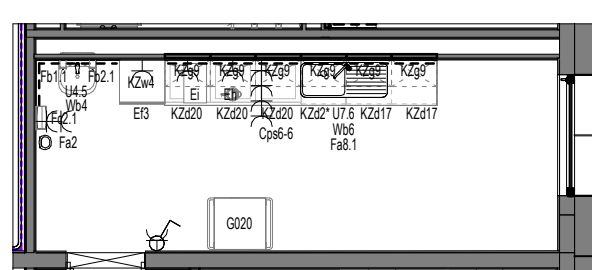 KZg9 KZg9 KZg9 KZg9 KZg9 KZg9
Fb1.1 Fb2.1 KZw4
U4.5 Ei Eh
Wb4
Ef3 KZd20 KZd20 KZd20 KZd2* U7.6 KZd17 KZd17
Fd2.1
Cps6-6 Wb6
Fa2 Fa8.1
G020